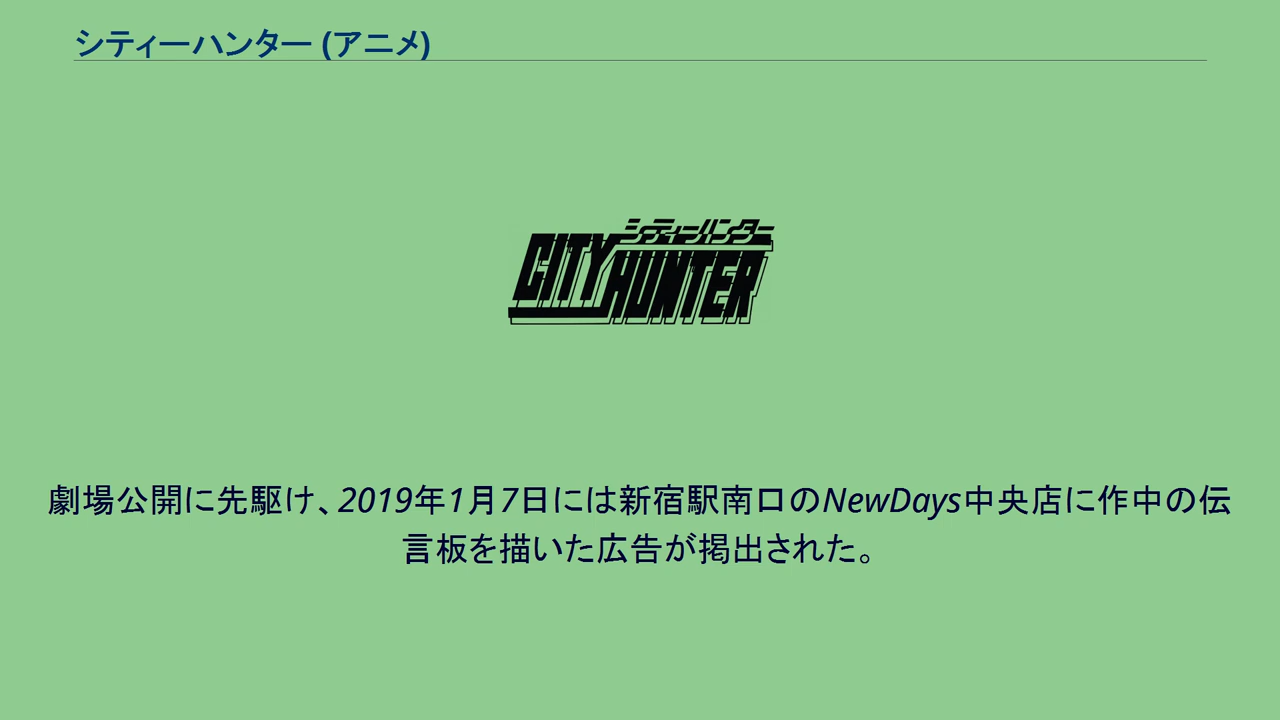 シティーハンター (アニメ)
シティーハンター
CITY HUNTER
劇場公開に先駆け、2019年1月7日には新宿駅南口のNewDays中央店に作中の伝
言板を描いた広告が掲出された。